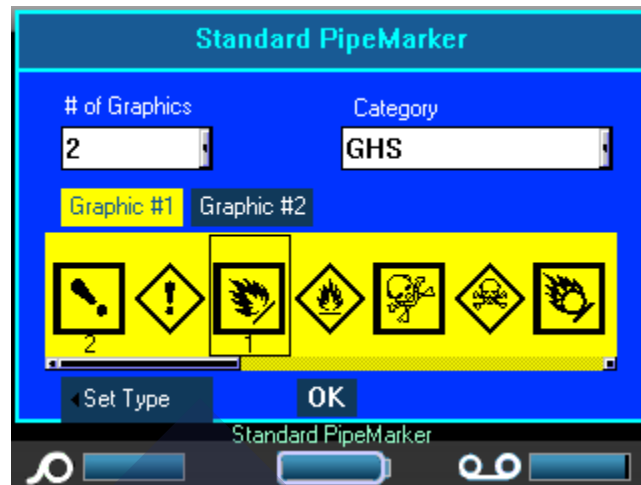 Standard PipeMarker
# of Graphics
Category
2
GHS
Graphic #1
Graphic #2
2
1
Set Type
OK
Standard PipeMarker